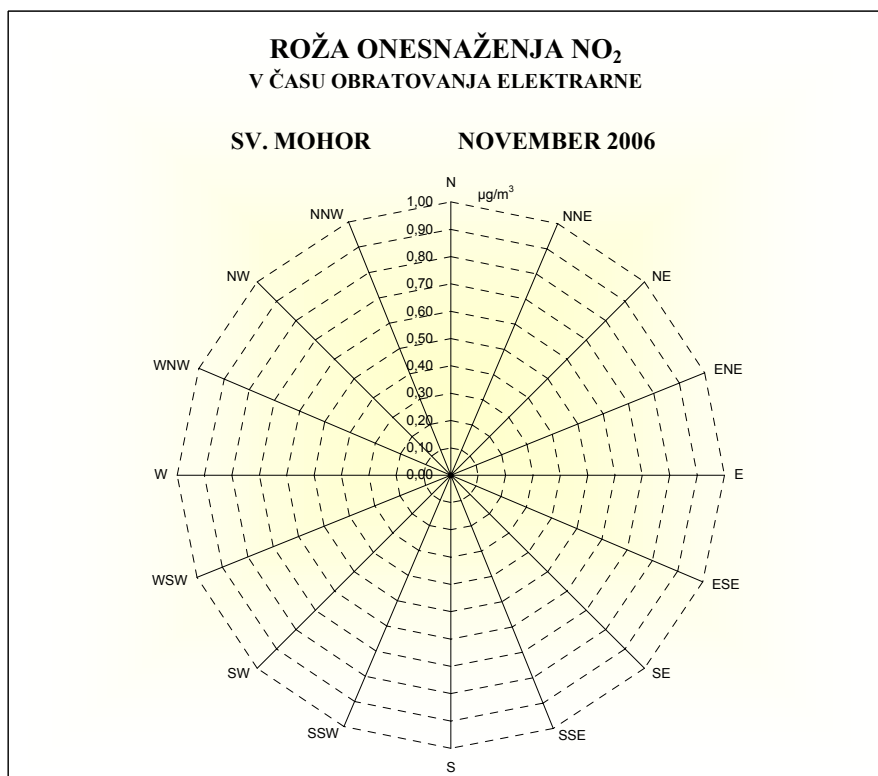 ROŽA ONESNAŽENJA NO₂
V ČASU OBRATOVANJA ELEKTRARNE
SV. MOHOR NOVEMBER 2006
N
1,00 µg/m³
NNW NNE
0,90
0,80
NW NE
0,70
0,60
0,50
WNW ENE
0,40
0,30
0,20
0,10
W 0,00 E
WSW ESE
SW SE
SSW SSE
S